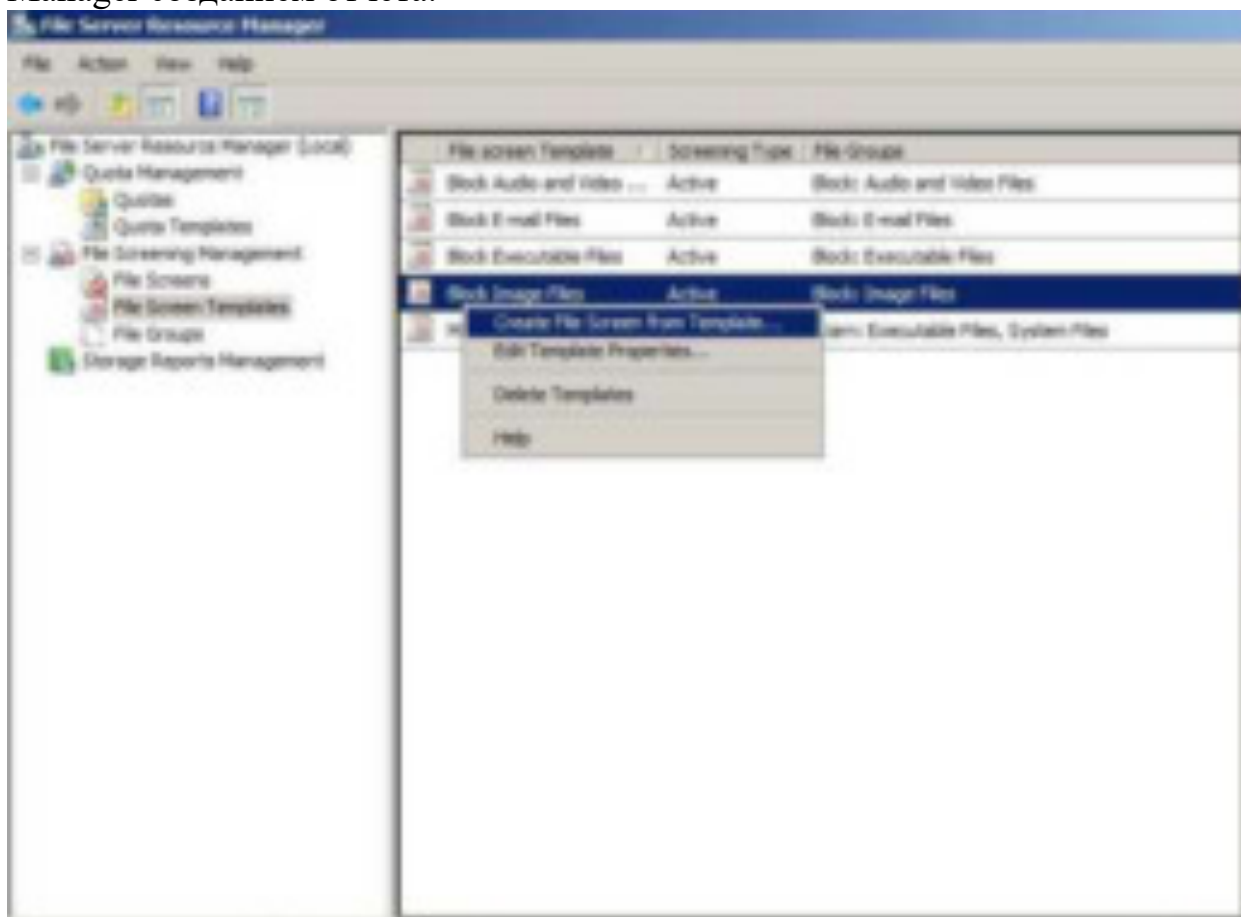 File Server Resource Manager
File Action View Help
File Server Resource Manager (Local)
Quota Management
Quotas
Quota Templates
File Screening Management
File Screens
File Screen Templates
File Groups
Storage Reports Management
File Screen Template Screening Type File Groups
Block Audio and Video ... Active Block: Audio and Video Files
Block E-mail Files Active Block: E-mail Files
Block Executable Files Active Block: Executable Files
Block Image Files Active Block: Image Files
Executable Files, System Files
Create File Screen from Template...
Edit Template Properties...
Delete Templates
Help